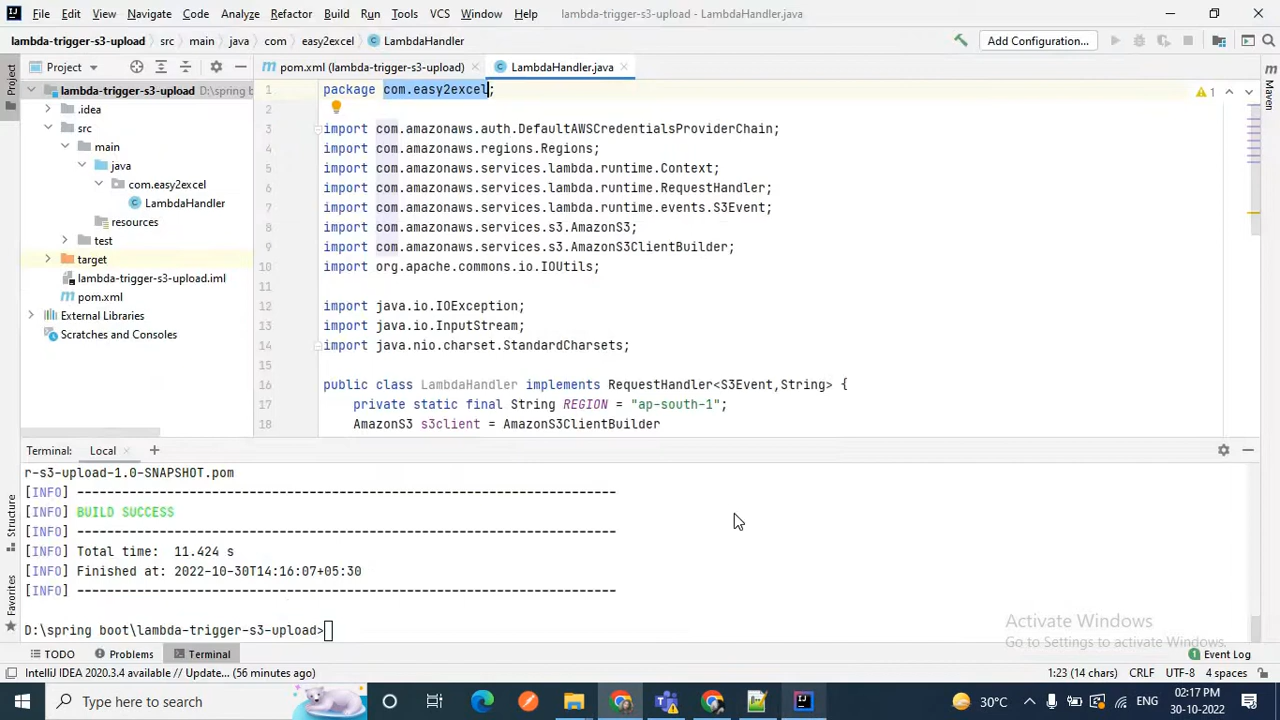 File Edit View Navigate Code Analyze Refactor Build Run Tools VCS Window Help lambda-trigger-s3-upload - LambdaHandler.java
lambda-trigger-s3-upload src main java com easy2excel LambdaHandler Add Configuration...
Project pom.xml (lambda-trigger-s3-upload) LambdaHandler.java
Project
Maven
lambda-trigger-s3-upload D:\spring b
.idea
src
main
java
com.easy2excel
LambdaHandler
resources
test
target
lambda-trigger-s3-upload.iml
pom.xml
External Libraries
Scratches and Consoles
1 package com.easy2excel;
2
3 import com.amazonaws.auth.DefaultAWSCredentialsProviderChain;
4 import com.amazonaws.regions.Regions;
5 import com.amazonaws.services.lambda.runtime.Context;
6 import com.amazonaws.services.lambda.runtime.RequestHandler;
7 import com.amazonaws.services.lambda.runtime.events.S3Event;
8 import com.amazonaws.services.s3.AmazonS3;
9 import com.amazonaws.services.s3.AmazonS3ClientBuilder;
10 import org.apache.commons.io.IOUtils;
11
12 import java.io.IOException;
13 import java.io.InputStream;
14 import java.nio.charset.StandardCharsets;
15
16 public class LambdaHandler implements RequestHandler<S3Event,String> {
17 private static final String REGION = "ap-south-1";
18 AmazonS3 s3client = AmazonS3ClientBuilder
1
Terminal: Local
r-s3-upload-1.0-SNAPSHOT.pom
[INFO] ------------------------------------------------------------------------
[INFO] BUILD SUCCESS
[INFO] ------------------------------------------------------------------------
[INFO] Total time: 11.424 s
[INFO] Finished at: 2022-10-30T14:16:07+05:30
[INFO] ------------------------------------------------------------------------
D:\spring boot\lambda-trigger-s3-upload>
Structure
Favorites
Activate Windows
Go to Settings to activate Windows.
TODO Problems Terminal Event Log
IntelliJ IDEA 2020.3.4 available // Update... (56 minutes ago) 1:23 (14 chars) CRLF UTF-8 4 spaces
Type here to search 30°C ENG 02:17 PM
30-10-2022